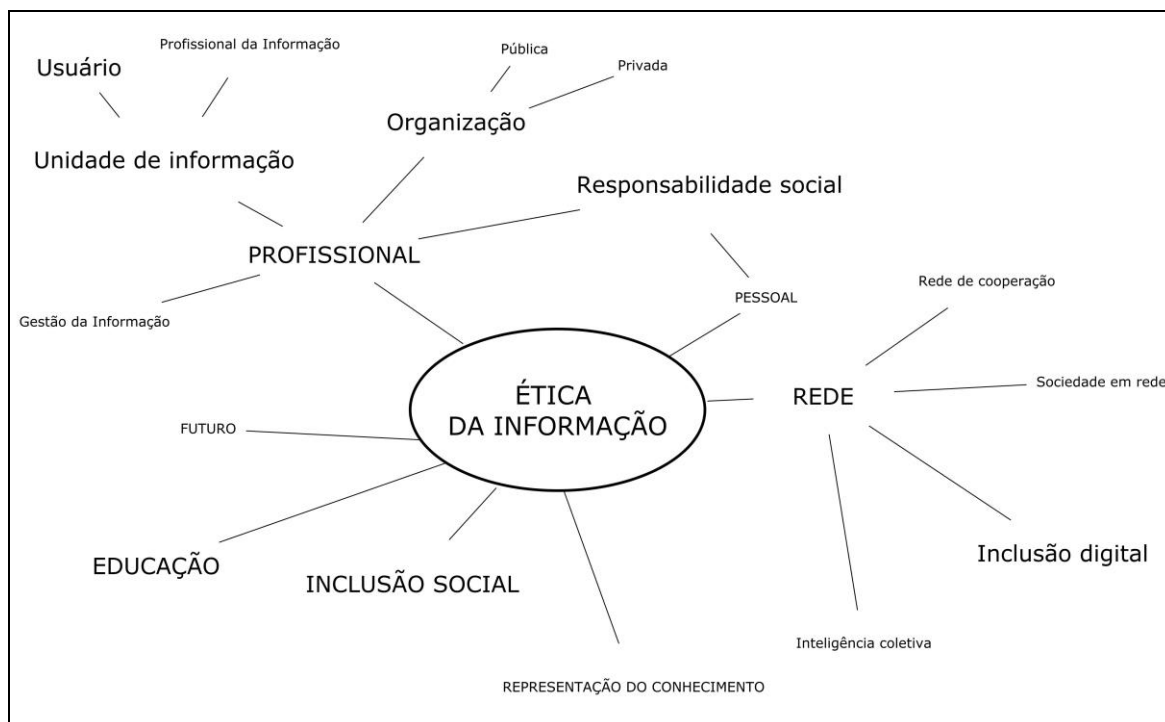 Profissional da Informação
Usuário
Pública
Privada
Organização
Unidade de informação
Responsabilidade social
PROFISSIONAL
Gestão da Informação
PESSOAL
Rede de cooperação
Sociedade em rede
REDE
ÉTICA
DA INFORMAÇÃO
FUTURO
EDUCAÇÃO
INCLUSÃO SOCIAL
Inclusão digital
Inteligência coletiva
REPRESENTAÇÃO DO CONHECIMENTO